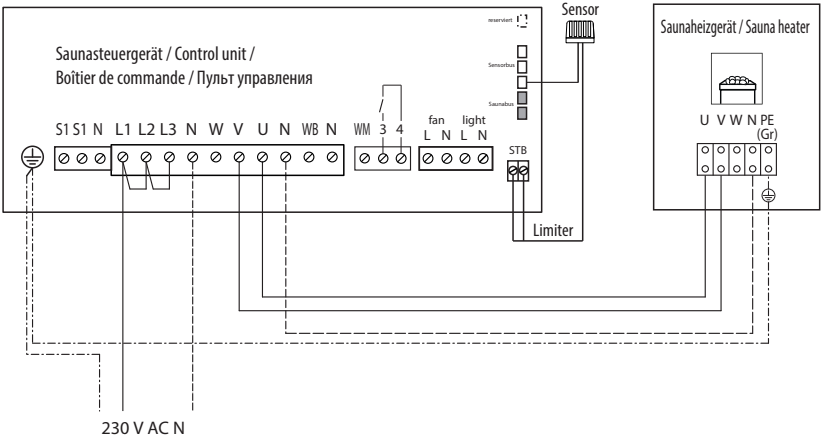 Sensor
reserviert
Saunasteuergerät / Control unit /
Boîtier de commande / Пульт управления
Sensorbus
Saunabus
Saunaheizgerät / Sauna heater
U V W N PE
(Gr)
fan light
S1 S1 N L1 L2 L3 N W V U N WB N WM 3 4 L N L N
STB
Limiter
230 V AC N